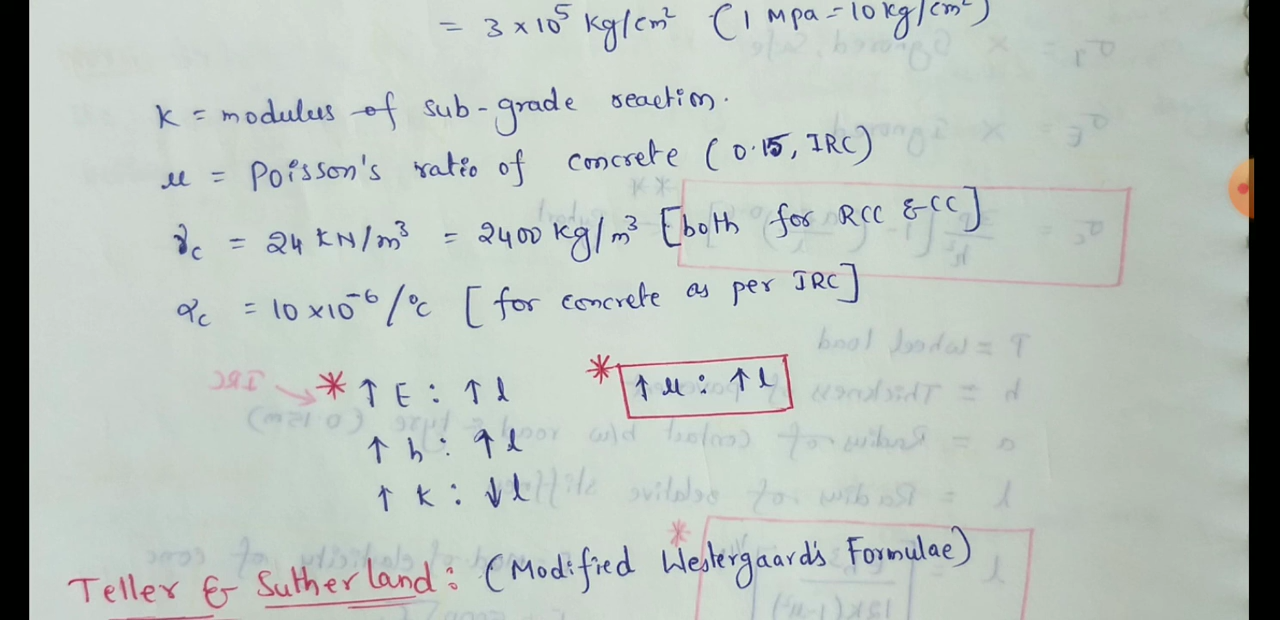 = 3 × 10⁵ kg/cm² (1 Mpa = 10 kg/cm²)
K = modulus of sub-grade reaction.
μ = Poisson's ratio of concrete (0.15, IRC)
γc = 24 KN/m³ = 2400 kg/m³ [both for RCC & CC]
αc = 10 × 10⁻⁶/°C [for concrete as per IRC]
* ↑ E : ↑ l * ↑ μ : ↑ l
↑ h : ↑ l
↑ K : ↓ l
Teller & Sutherland : (Modified Westergaard's Formulae)